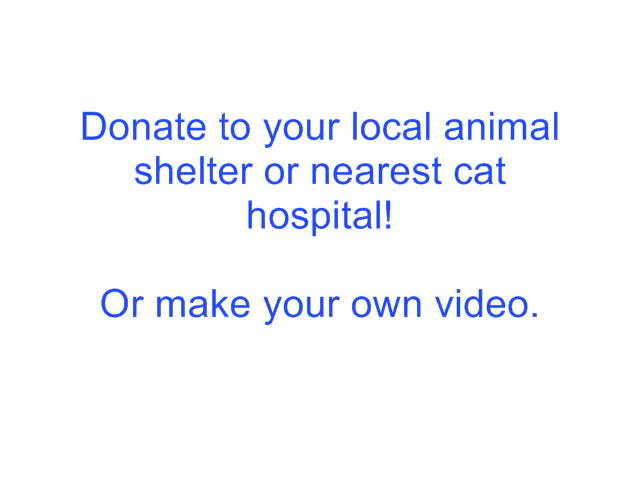 Donate to your local animal
shelter or nearest cat
hospital!
Or make your own video.